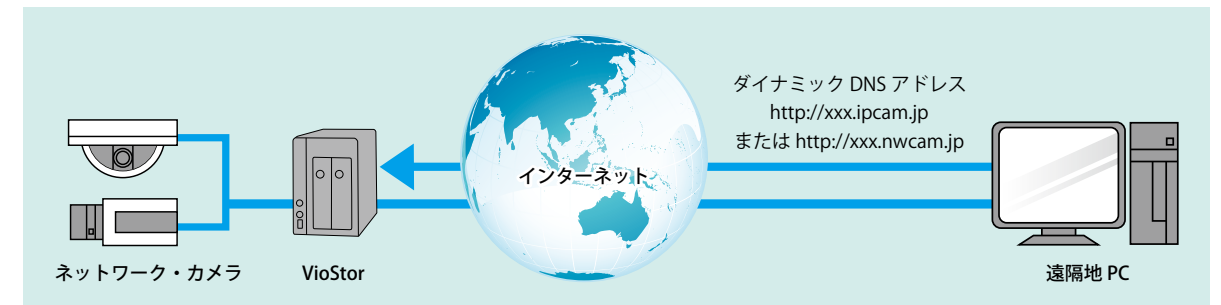 ダイナミック DNS アドレス
http://xxx.ipcam.jp
または http://xxx.nwcam.jp
インターネット
ネットワーク・カメラ
VioStor
遠隔地 PC